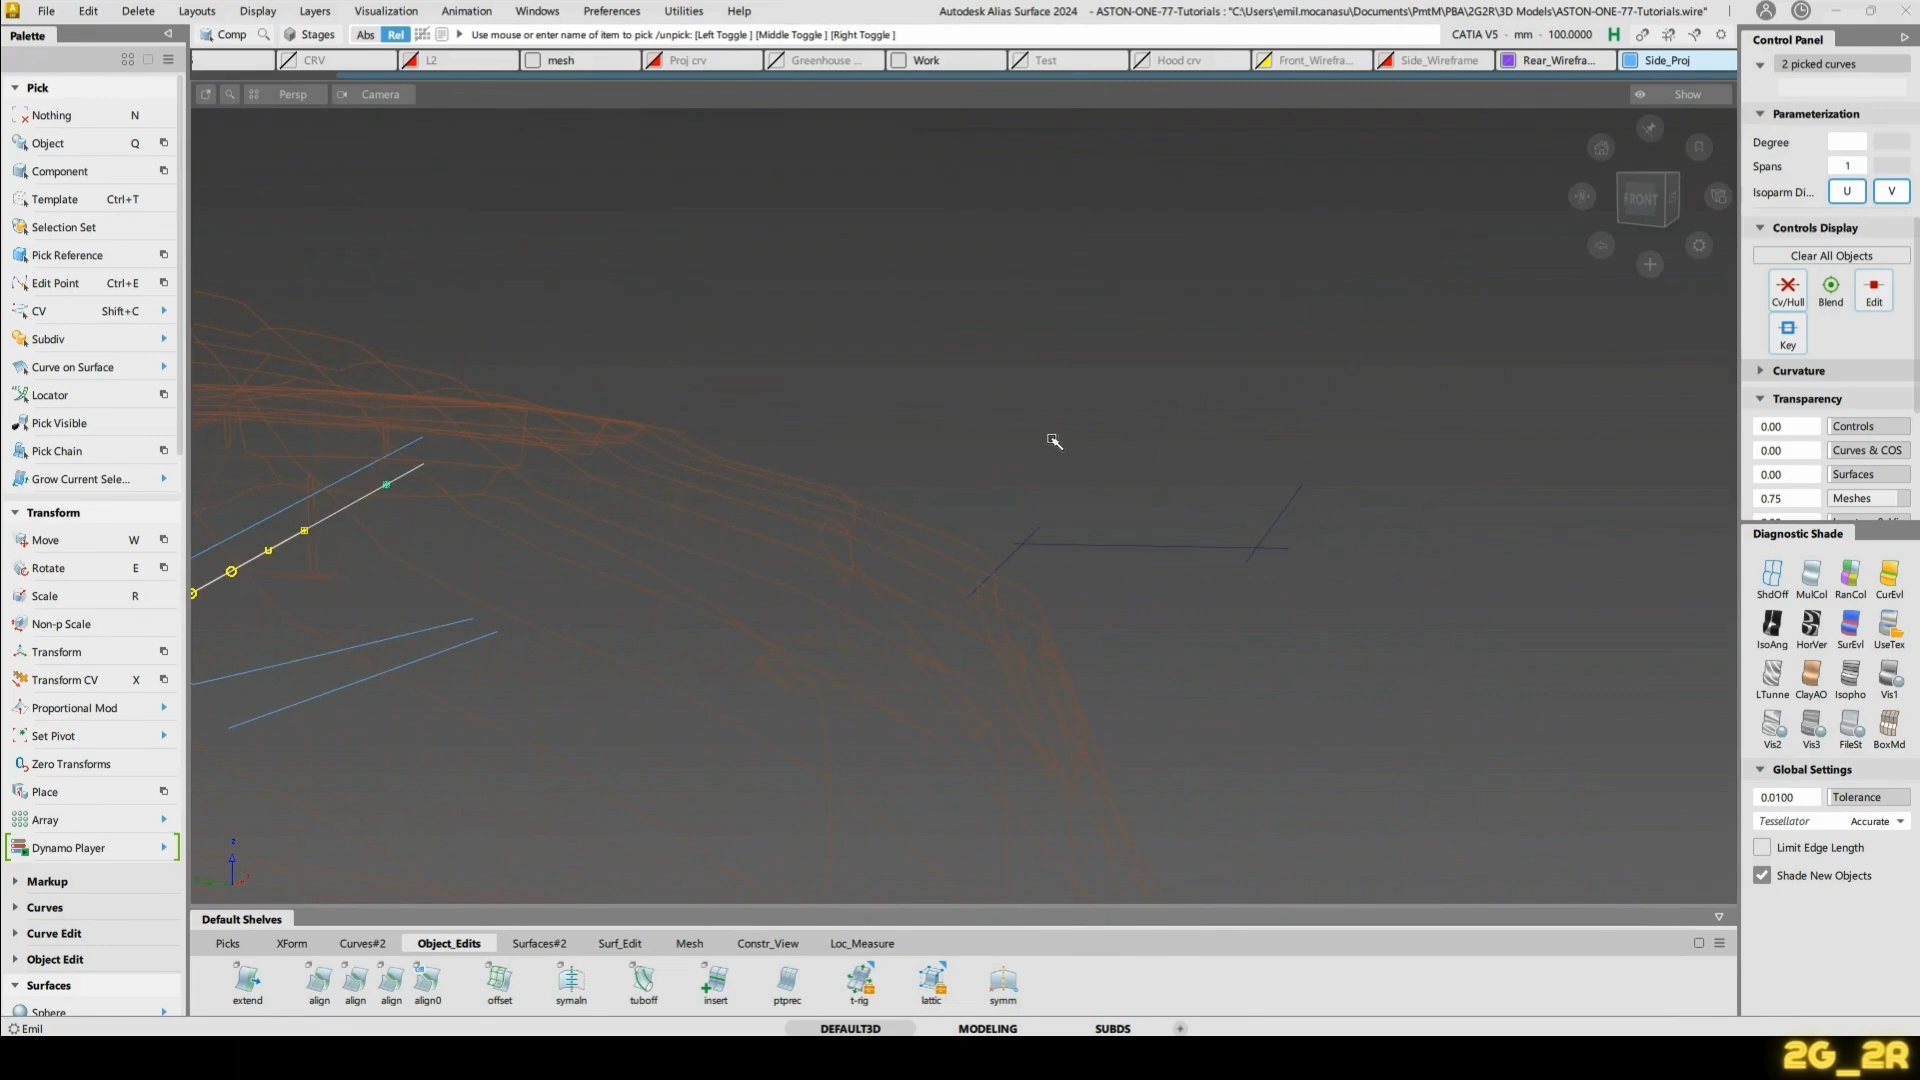 File Edit Delete Layouts Display Layers Visualization Animation Windows Preferences Utilities Help
Autodesk Alias Surface 2024 - ASTON-ONE-77-Tutorials : "C:\Users\emil.mocanasu\Documents\PmtM\PBA\2G2R\3D Models\ASTON-ONE-77-Tutorials.wire"
Palette
Comp Stages Abs Rel Use mouse or enter name of item to pick /unpick: [Left Toggle ] [Middle Toggle ] [Right Toggle ]
CATIA V5 - mm - 100.0000 H
CRV L2 mesh Proj crv Greenhouse ... Work Test Hood crv Front_Wirefra... Side_Wireframe Rear_Wirefra... Side_Proj
Persp Camera Show
FRONT
Pick
Nothing N
Object Q
Component
Template Ctrl+T
Selection Set
Pick Reference
Edit Point Ctrl+E
CV Shift+C
Subdiv
Curve on Surface
Locator
Pick Visible
Pick Chain
Grow Current Sele...
Transform
Move W
Rotate E
Scale R
Non-p Scale
Transform
Transform CV X
Proportional Mod
Set Pivot
Zero Transforms
Place
Array
Dynamo Player
Markup
Curves
Curve Edit
Object Edit
Surfaces
Sphere
Emil
z
Control Panel
2 picked curves
Parameterization
Degree
Spans 1
Isoparm Di... U V
Controls Display
Clear All Objects
Cv/Hull Blend Edit
Key
Curvature
Transparency
0.00 Controls
0.00 Curves & COS
0.00 Surfaces
0.75 Meshes
Diagnostic Shade
ShdOff MulCol RanCol CurEvl
IsoAng HorVer SurEvl UseTex
LTunne ClayAO Isopho Vis1
Vis2 Vis3 FileSt BoxMd
Global Settings
0.0100 Tolerance
Tessellator Accurate
Limit Edge Length
Shade New Objects
Default Shelves
Picks XForm Curves#2 Object_Edits Surfaces#2 Surf_Edit Mesh Constr_View Loc_Measure
extend align align align align0 offset symaln tuboff insert ptprec t-rig lattic symm
DEFAULT3D MODELING SUBDS +
2G_2R